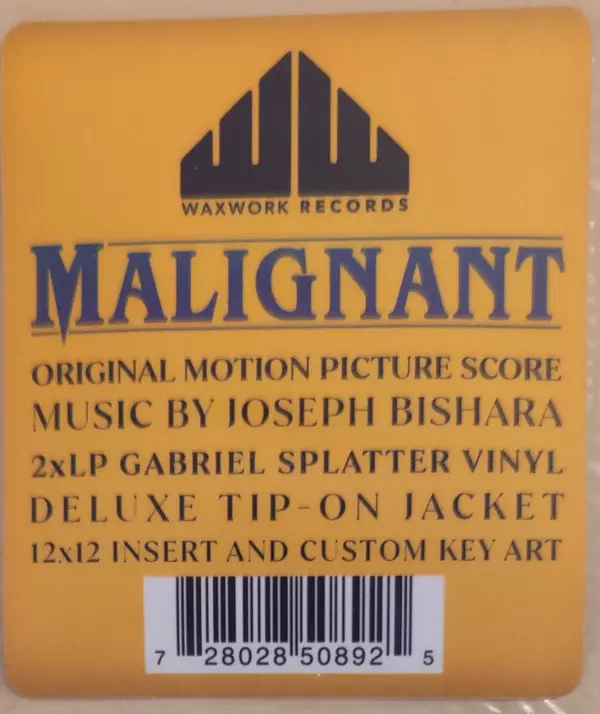 WAXWORK RECORDS
MALIGNANT
ORIGINAL MOTION PICTURE SCORE
MUSIC BY JOSEPH BISHARA
2xLP GABRIEL SPLATTER VINYL
DELUXE TIP-ON JACKET
12x12 INSERT AND CUSTOM KEY ART
7 28028 50892 5